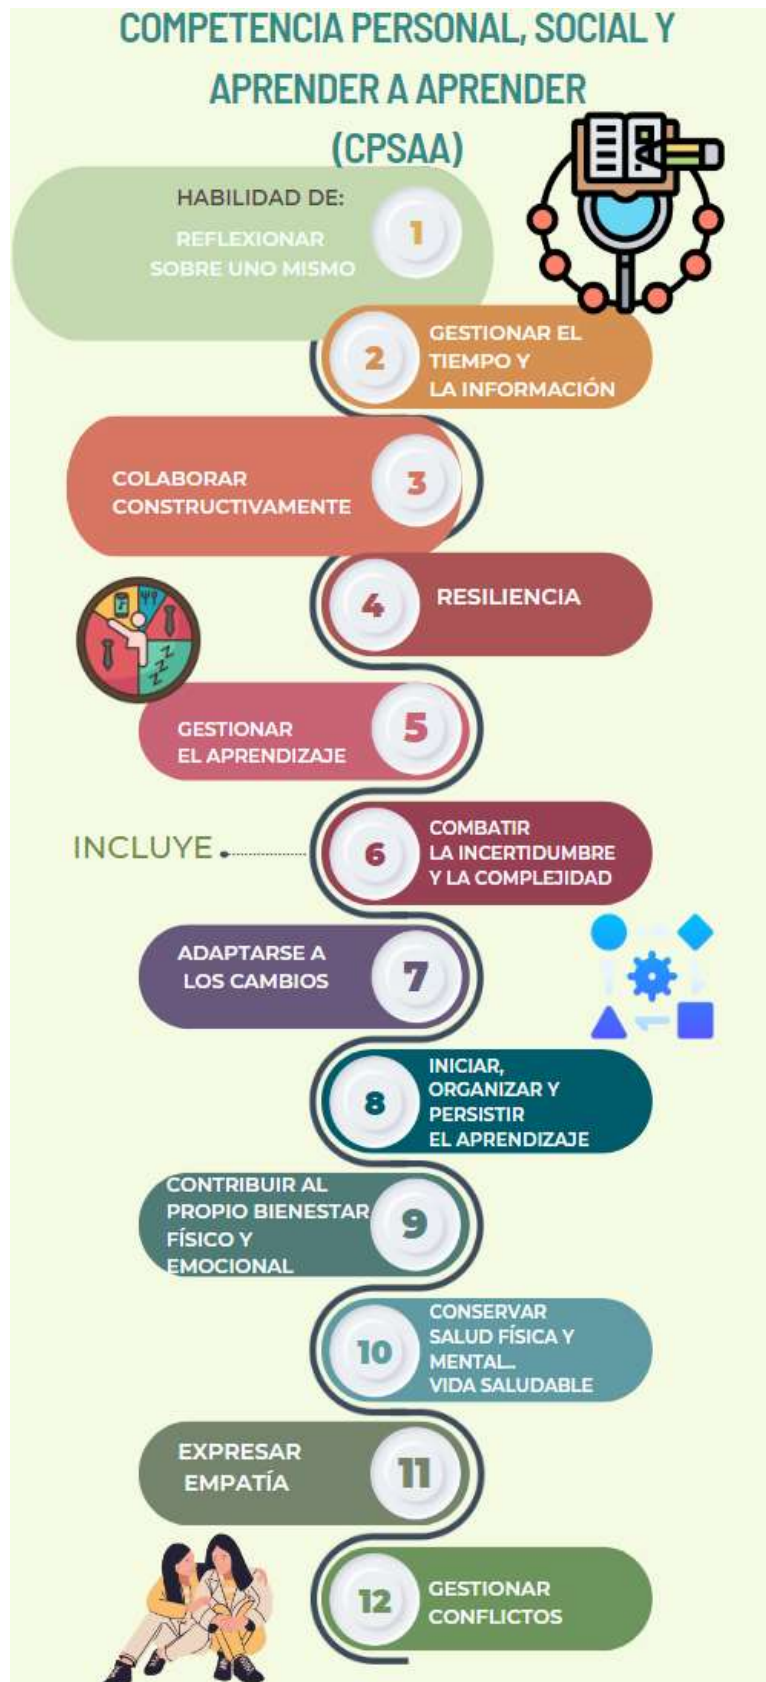 COMPETENCIA PERSONAL, SOCIAL Y
APRENDER A APRENDER
(CPSAA)
HABILIDAD DE:
REFLEXIONAR
SOBRE UNO MISMO
1
2
GESTIONAR EL
TIEMPO Y
LA INFORMACIÓN
COLABORAR
CONSTRUCTIVAMENTE
3
4
RESILIENCIA
GESTIONAR
EL APRENDIZAJE
5
INCLUYE
6
COMBATIR
LA INCERTIDUMBRE
Y LA COMPLEJIDAD
ADAPTARSE A
LOS CAMBIOS
7
8
INICIAR,
ORGANIZAR Y
PERSISTIR
EL APRENDIZAJE
CONTRIBUIR AL
PROPIO BIENESTAR
FÍSICO Y
EMOCIONAL
9
10
CONSERVAR
SALUD FÍSICA Y
MENTAL..
VIDA SALUDABLE
EXPRESAR
EMPATÍA
11
12
GESTIONAR
CONFLICTOS